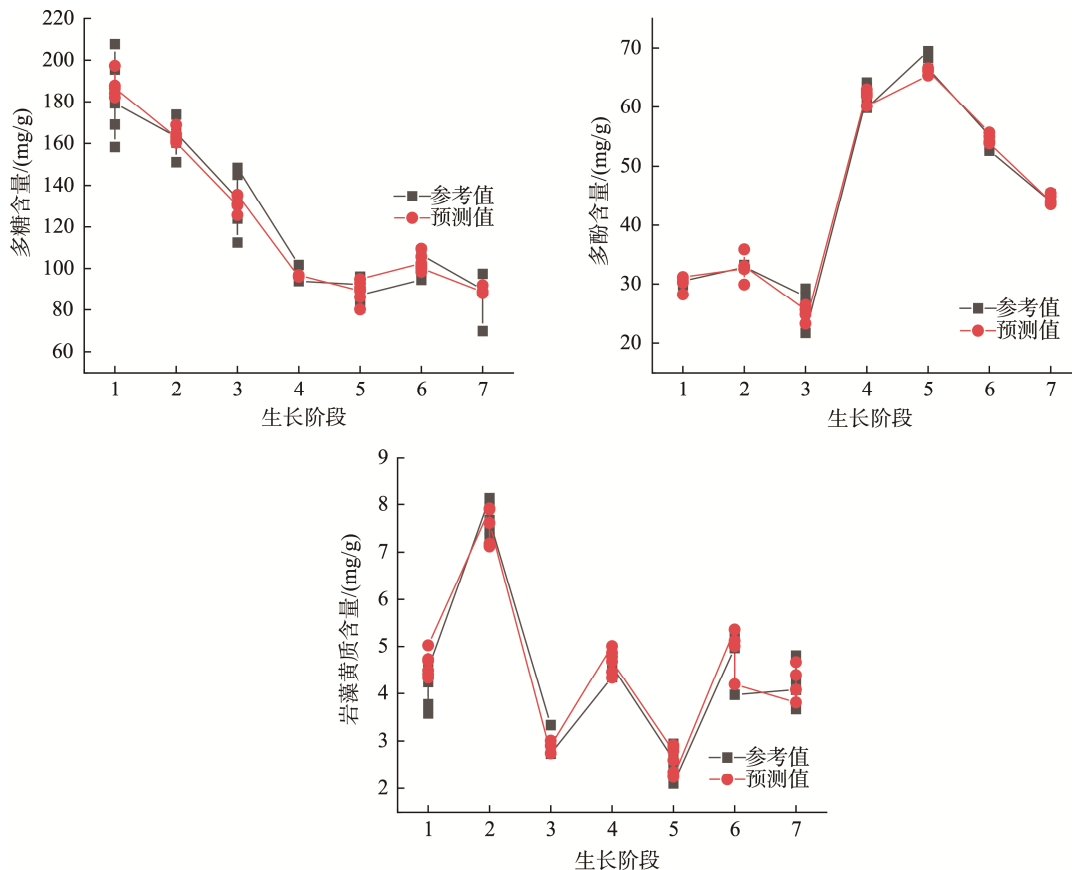 220
200
180
160
140
120
100
80
60
多糖含量/(mg/g)
参考值
预测值
1 2 3 4 5 6 7
生长阶段
70
60
50
40
30
20
多酚含量/(mg/g)
参考值
预测值
1 2 3 4 5 6 7
生长阶段
9
8
7
6
5
4
3
2
岩藻黄质含量/(mg/g)
参考值
预测值
1 2 3 4 5 6 7
生长阶段